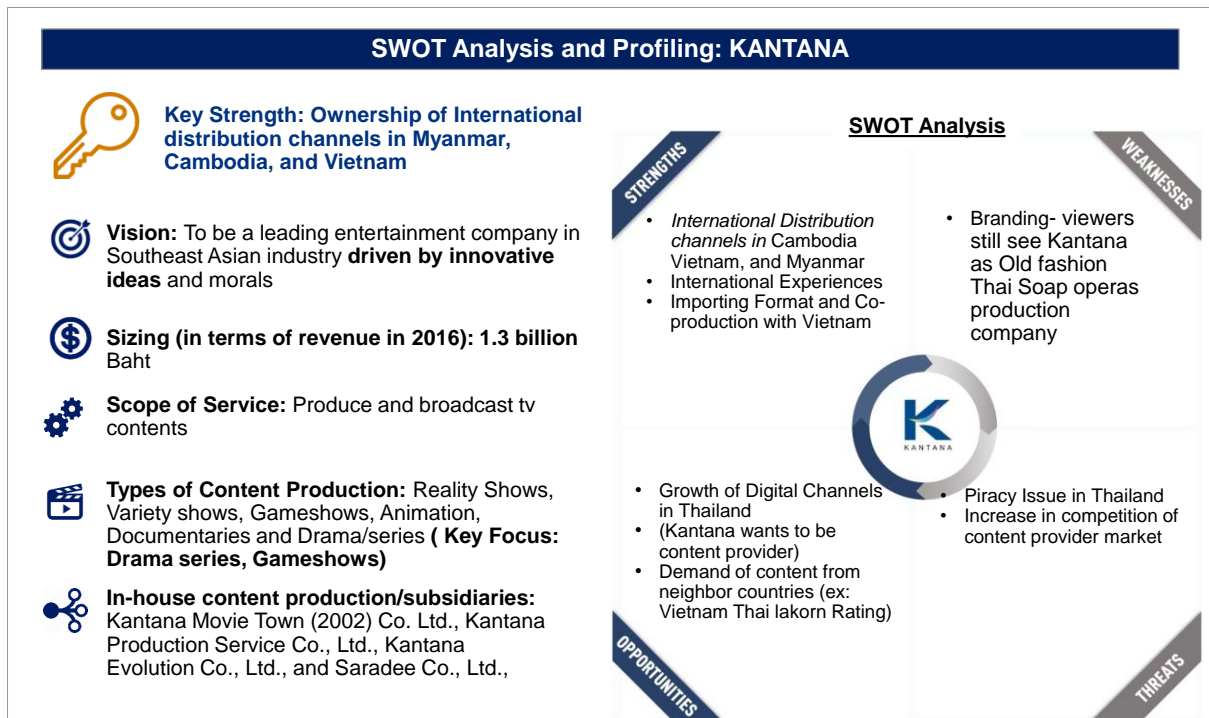 SWOT Analysis and Profiling: KANTANA
Key Strength: Ownership of International
distribution channels in Myanmar,
Cambodia, and Vietnam
Vision: To be a leading entertainment company in
Southeast Asian industry driven by innovative
ideas and morals
Sizing (in terms of revenue in 2016): 1.3 billion
Baht
Scope of Service: Produce and broadcast tv
contents
Types of Content Production: Reality Shows,
Variety shows, Gameshows, Animation,
Documentaries and Drama/series ( Key Focus:
Drama series, Gameshows)
In-house content production/subsidiaries:
Kantana Movie Town (2002) Co. Ltd., Kantana
Production Service Co., Ltd., Kantana
Evolution Co., Ltd., and Saradee Co., Ltd.,
SWOT Analysis
STRENGTHS
• International Distribution
channels in Cambodia
Vietnam, and Myanmar
• International Experiences
• Importing Format and Co-
production with Vietnam
WEAKNESSES
• Branding- viewers
still see Kantana
as Old fashion
Thai Soap operas
production
company
KANTANA
• Growth of Digital Channels
in Thailand
• (Kantana wants to be
content provider)
• Demand of content from
neighbor countries (ex:
Vietnam Thai lakorn Rating)
OPPORTUNITIES
• Piracy Issue in Thailand
• Increase in competition of
content provider market
THREATS